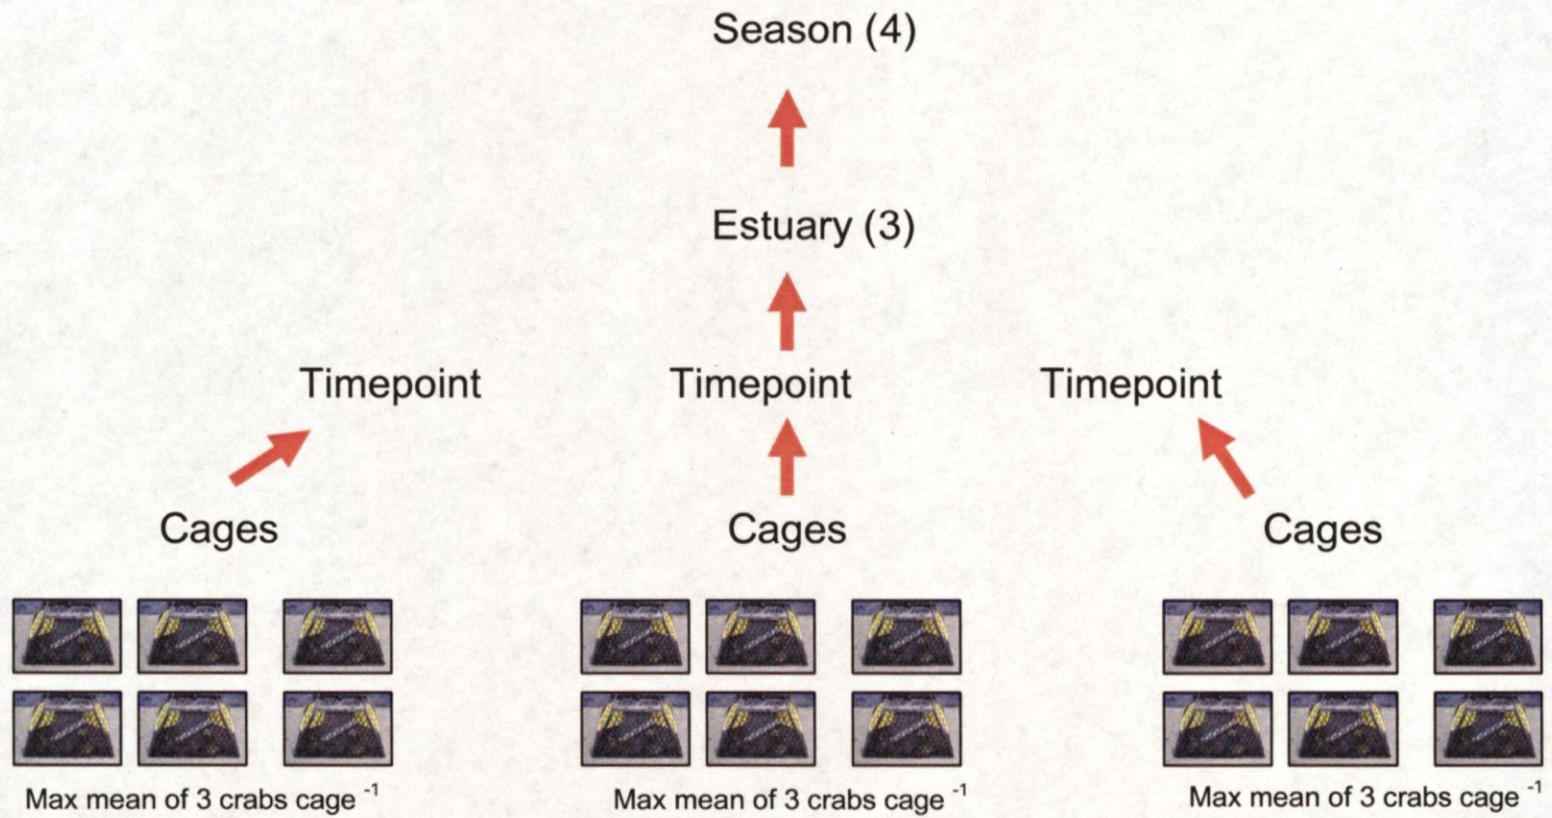 Season (4)
Estuary (3)
Timepoint Timepoint Timepoint
Cages Cages Cages
Max mean of 3 crabs cage -1 Max mean of 3 crabs cage -1 Max mean of 3 crabs cage -1